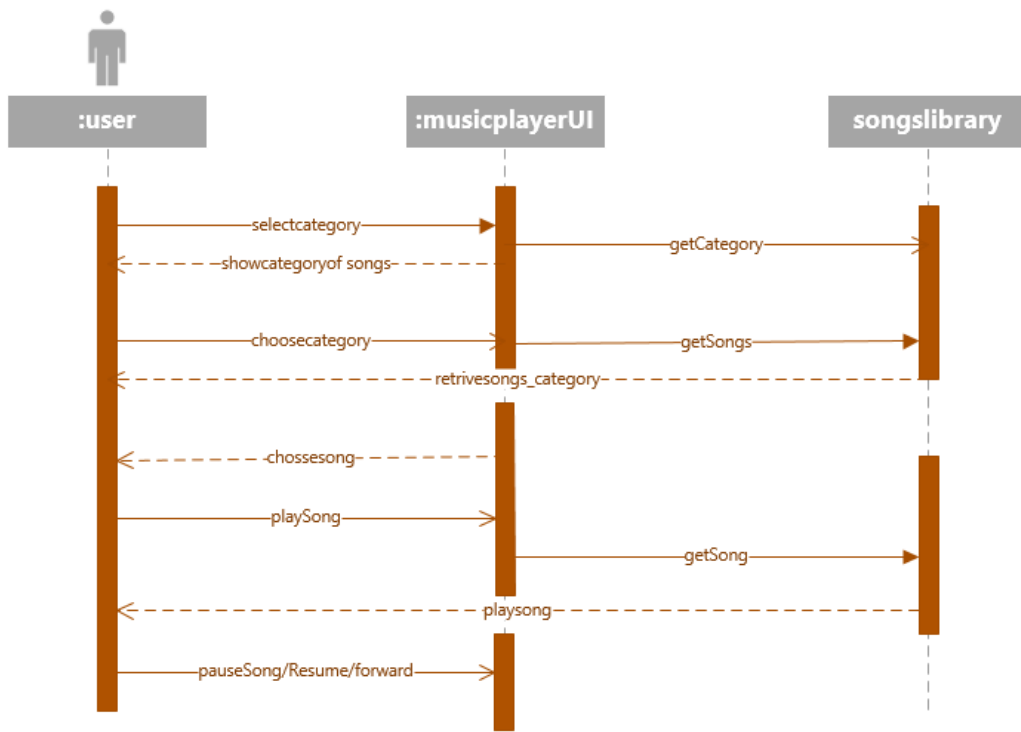 :user
:musicplayerUI
songslibrary
selectcategory
getCategory
showcategoryof songs
choosecategory
getSongs
retrivesongs_category
chossesong
playSong
getSong
playsong
pauseSong/Resume/forward